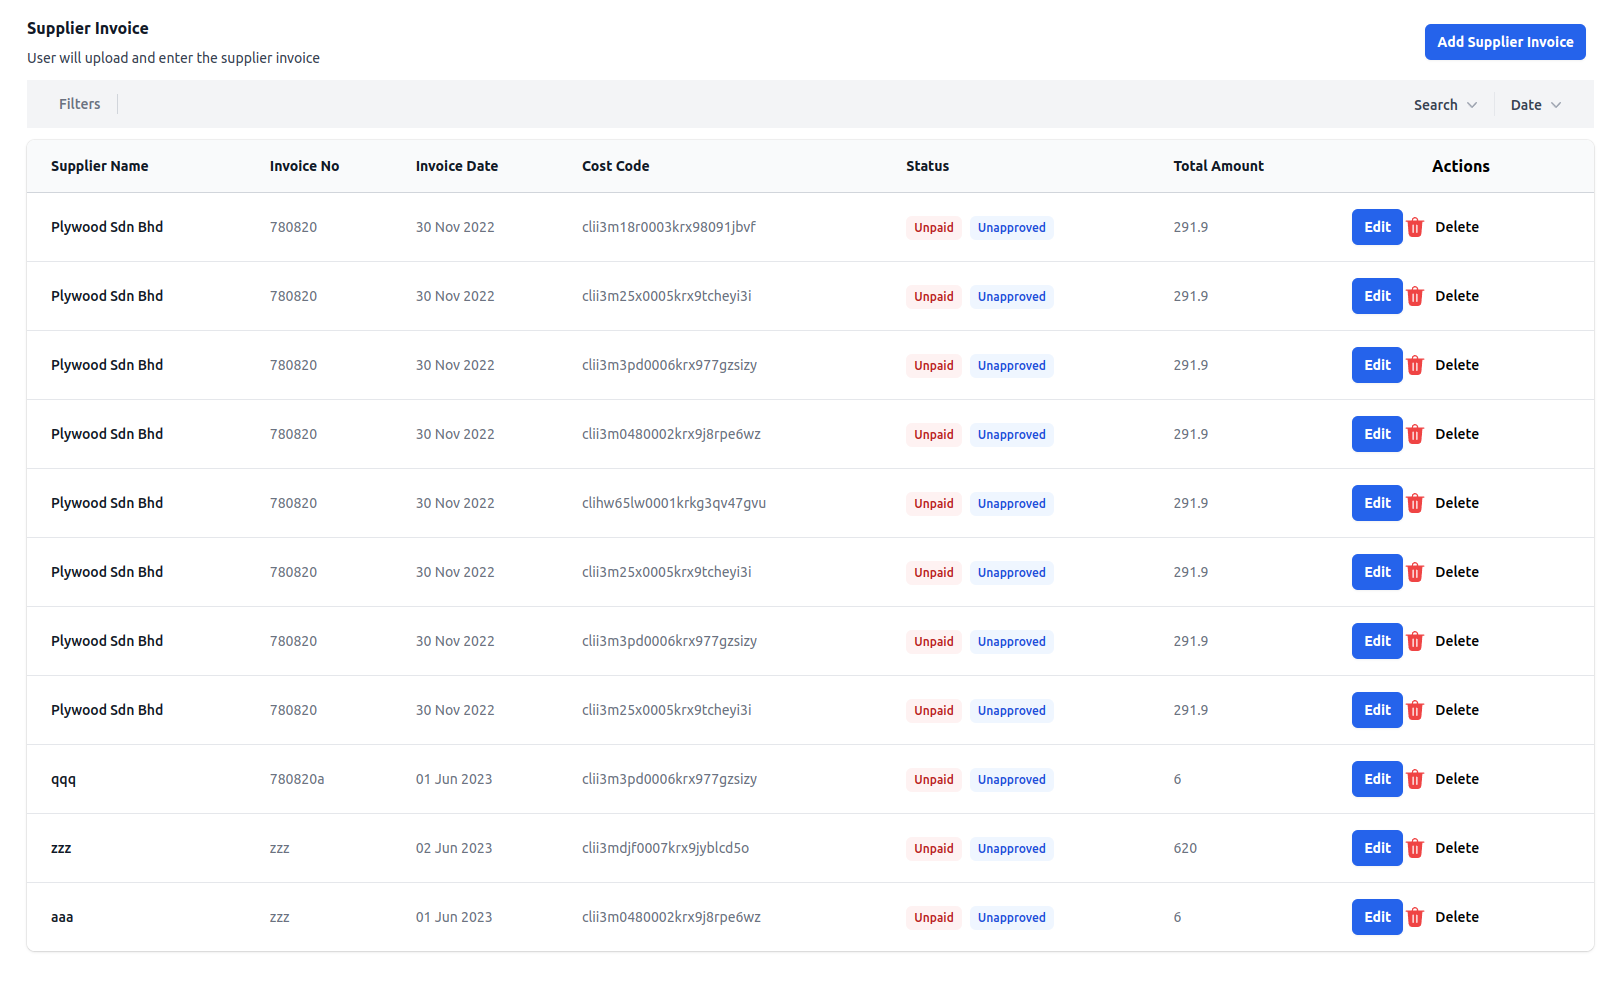 Supplier Invoice
User will upload and enter the supplier invoice
Add Supplier Invoice
Filters
Search
Date
Supplier Name Invoice No Invoice Date Cost Code Status Total Amount Actions
Plywood Sdn Bhd 780820 30 Nov 2022 clii3m18r0003krx98091jbvf Unpaid Unapproved 291.9 Edit Delete
Plywood Sdn Bhd 780820 30 Nov 2022 clii3m25x0005krx9tcheyi3i Unpaid Unapproved 291.9 Edit Delete
Plywood Sdn Bhd 780820 30 Nov 2022 clii3m3pd0006krx977gzsizy Unpaid Unapproved 291.9 Edit Delete
Plywood Sdn Bhd 780820 30 Nov 2022 clii3m0480002krx9j8rpe6wz Unpaid Unapproved 291.9 Edit Delete
Plywood Sdn Bhd 780820 30 Nov 2022 clihw65lw0001krkg3qv47gvu Unpaid Unapproved 291.9 Edit Delete
Plywood Sdn Bhd 780820 30 Nov 2022 clii3m25x0005krx9tcheyi3i Unpaid Unapproved 291.9 Edit Delete
Plywood Sdn Bhd 780820 30 Nov 2022 clii3m3pd0006krx977gzsizy Unpaid Unapproved 291.9 Edit Delete
Plywood Sdn Bhd 780820 30 Nov 2022 clii3m25x0005krx9tcheyi3i Unpaid Unapproved 291.9 Edit Delete
qqq 780820a 01 Jun 2023 clii3m3pd0006krx977gzsizy Unpaid Unapproved 6 Edit Delete
zzz zzz 02 Jun 2023 clii3mdjf0007krx9jyblcd5o Unpaid Unapproved 620 Edit Delete
aaa zzz 01 Jun 2023 clii3m0480002krx9j8rpe6wz Unpaid Unapproved 6 Edit Delete